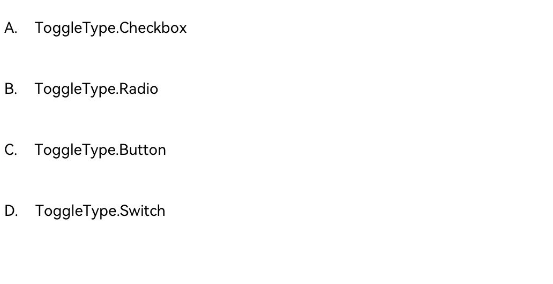 A. ToggleType.Checkbox
B. ToggleType.Radio
C. ToggleType.Button
D. ToggleType.Switch